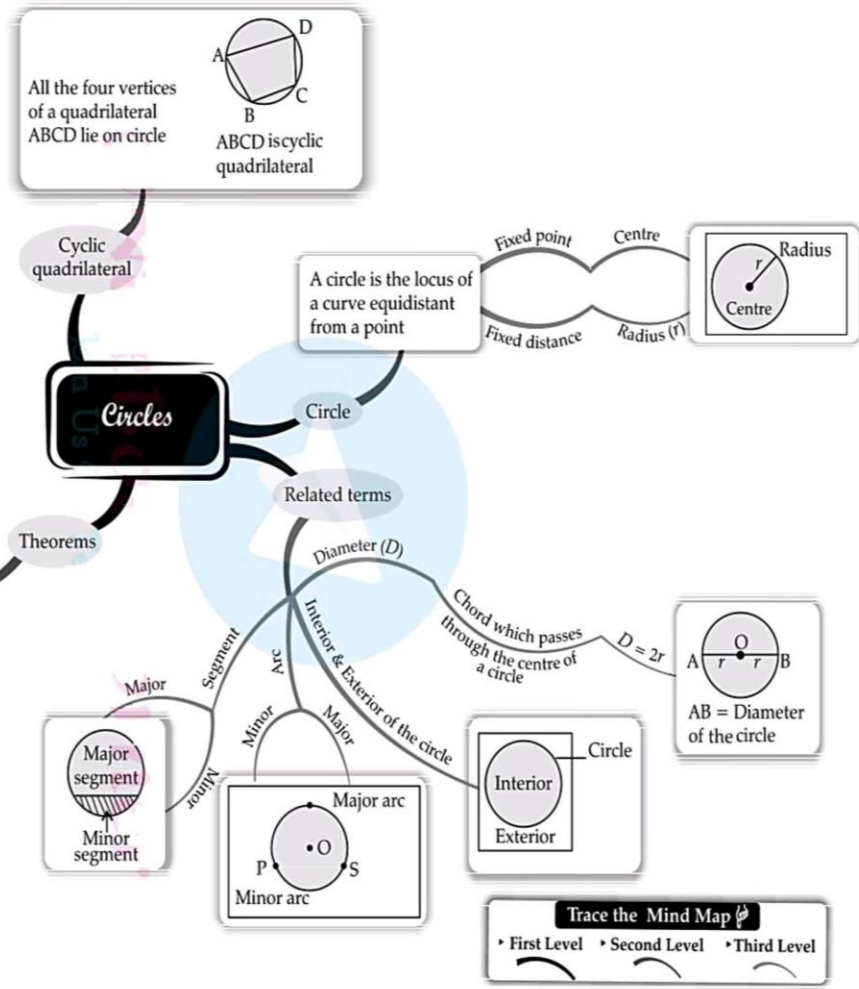 All the four vertices
of a quadrilateral
ABCD lie on circle
A
D
B
C
ABCD is cyclic
quadrilateral
Cyclic
quadrilateral
A circle is the locus of
a curve equidistant
from a point
Fixed point
Centre
Fixed distance
Radius (r)
r
Radius
Centre
Circles
Circle
Related terms
Theorems
Diameter (D)
Chord which passes
through the centre of
a circle
D = 2r
O
A r r B
AB = Diameter
of the circle
Segment
Major
Minor
Major
segment
Minor
segment
Arc
Minor
Major
Major arc
O
P S
Minor arc
Interior & Exterior of the circle
Circle
Interior
Exterior
Trace the Mind Map
▸ First Level ▸ Second Level ▸ Third Level